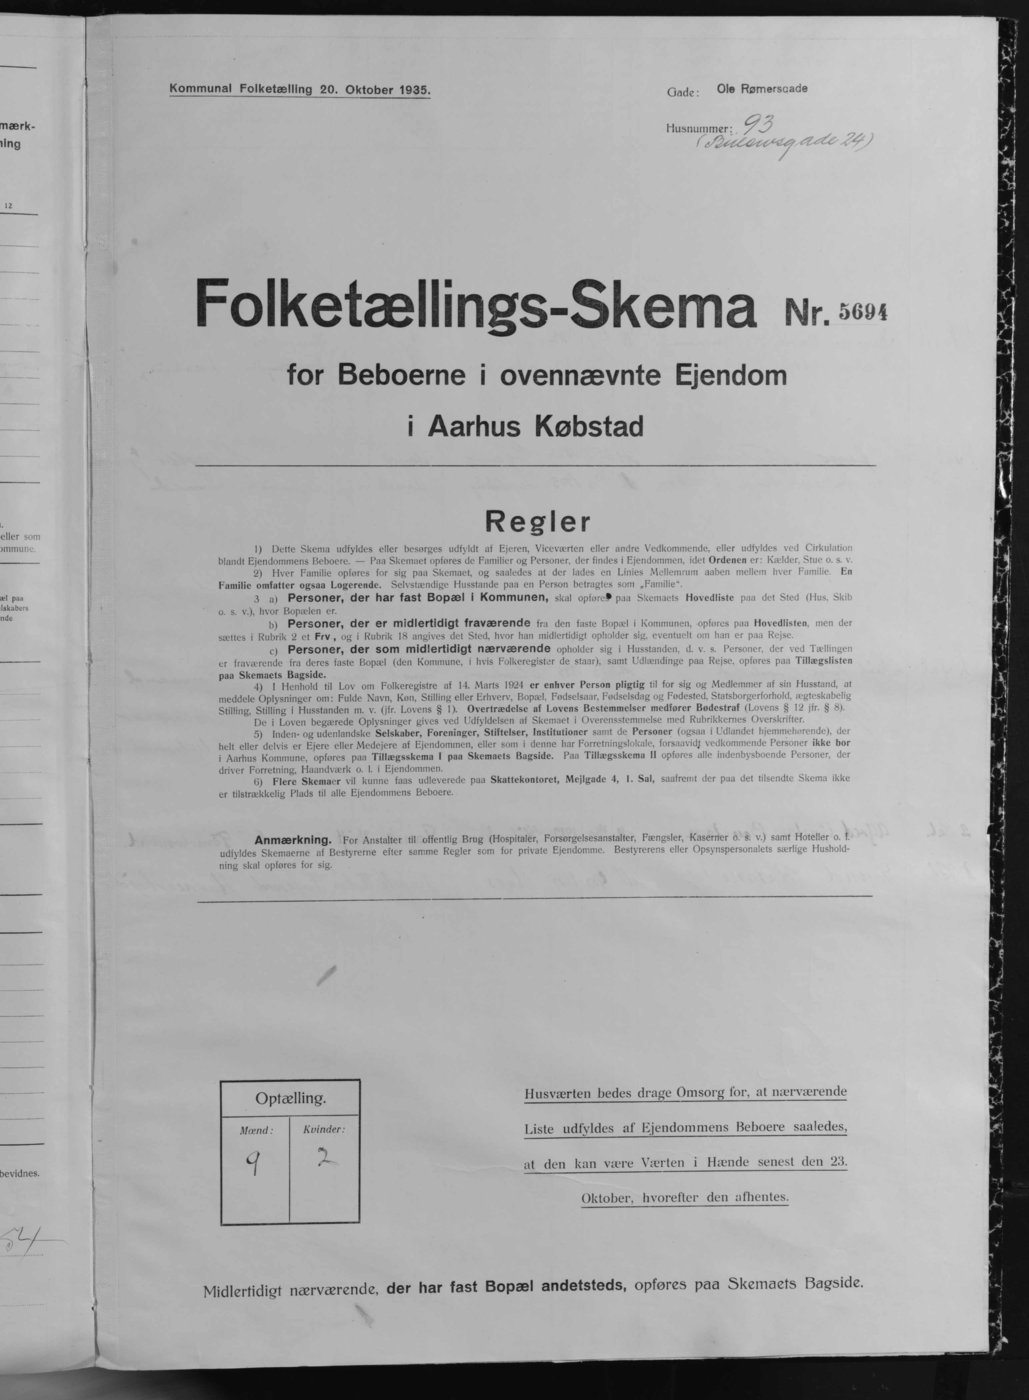 mærk-
ning
12
eller som
ommune.
æl paa
lskabers
nde
bevidnes.
54
Kommunal Folketælling 20. Oktober 1935.
Gade: Ole Rømersgade
Husnummer: 93
24)
Folketællings-Skema Nr. 5694
for Beboerne i ovennævnte Ejendom
i Aarhus Købstad
Regler
1) Dette Skema udfyldes eller besørges udfyldt af Ejeren, Viceværten eller andre Vedkommende, eller udfyldes ved Cirkulation
blandt Ejendommens Beboere. — Paa Skemaet opføres de Familier og Personer, der findes i Ejendommen, idet Ordenen er: Kælder, Stue o. s. v.
2) Hver Familie opføres for sig paa Skemaet, og saaledes at der lades en Linies Mellemrum aaben mellem hver Familie. En
Familie omfatter ogsaa Logerende. Selvstændige Husstande paa en Person betragtes som „Familie“.
3 a) Personer, der har fast Bopæl i Kommunen, skal opføres paa Skemaets Hovedliste paa det Sted (Hus, Skib
o. s. v.), hvor Bopælen er.
b) Personer, der er midlertidigt fraværende fra den faste Bopæl i Kommunen, opføres paa Hovedlisten, men der
sættes i Rubrik 2 et Frv., og i Rubrik 18 angives det Sted, hvor han midlertidigt opholder sig, eventuelt om han er paa Rejse.
c) Personer, der som midlertidigt nærværende opholder sig i Husstanden, d. v. s. Personer, der ved Tællingen
er fraværende fra deres faste Bopæl (den Kommune, i hvis Folkeregister de staar), samt Udlændinge paa Rejse, opføres paa Tillægslisten
paa Skemaets Bagside.
4) I Henhold til Lov om Folkeregistre af 14. Marts 1924 er enhver Person pligtig til for sig og Medlemmer af sin Husstand, at
meddele Oplysninger om: Fulde Navn, Køn, Stilling eller Erhverv, Bopæl, Fødselsaar, Fødselsdag og Fødested, Statsborgerforhold, ægteskabelig
Stilling, Stilling i Husstanden m. v. (jfr. Lovens § 1). Overtrædelse af Lovens Bestemmelser medfører Bødestraf (Lovens § 12 jfr. § 8).
De i Loven begærede Oplysninger gives ved Udfyldelsen af Skemaet i Overensstemmelse med Rubrikkernes Overskrifter.
5) Inden- og udenlandske Selskaber, Foreninger, Stiftelser, Institutioner samt de Personer (ogsaa i Udlandet hjemmehørende), der
helt eller delvis er Ejere eller Medejere af Ejendommen, eller som i denne har Forretningslokale, forsaavidt vedkommende Personer ikke bor
i Aarhus Kommune, opføres paa Tillægsskema I paa Skemaets Bagside. Paa Tillægsskema II opføres alle indenbysboende Personer, der
driver Forretning, Haandværk o. l. i Ejendommen.
6) Flere Skemaer vil kunne faas udleverede paa Skattekontoret, Mejlgade 4, 1. Sal, saafremt der paa det tilsendte Skema ikke
er tilstrækkelig Plads til alle Ejendommens Beboere.
Anmærkning. For Anstalter til offentlig Brug (Hospitaler, Forsørgelsesanstalter, Fængsler, Kaserner o. s. v.) samt Hoteller o. l.
udfyldes Skemaerne af Bestyrerne efter samme Regler som for private Ejendomme. Bestyrerens eller Opsynspersonalets særlige Hushold-
ning skal opføres for sig.
Optælling.
Mænd: Kvinder:
9 2
Husværten bedes drage Omsorg for, at nærværende
Liste udfyldes af Ejendommens Beboere saaledes,
at den kan være Værten i Hænde senest den 23.
Oktober, hvorefter den afhentes.
Midlertidigt nærværende, der har fast Bopæl andetsteds, opføres paa Skemaets Bagside.